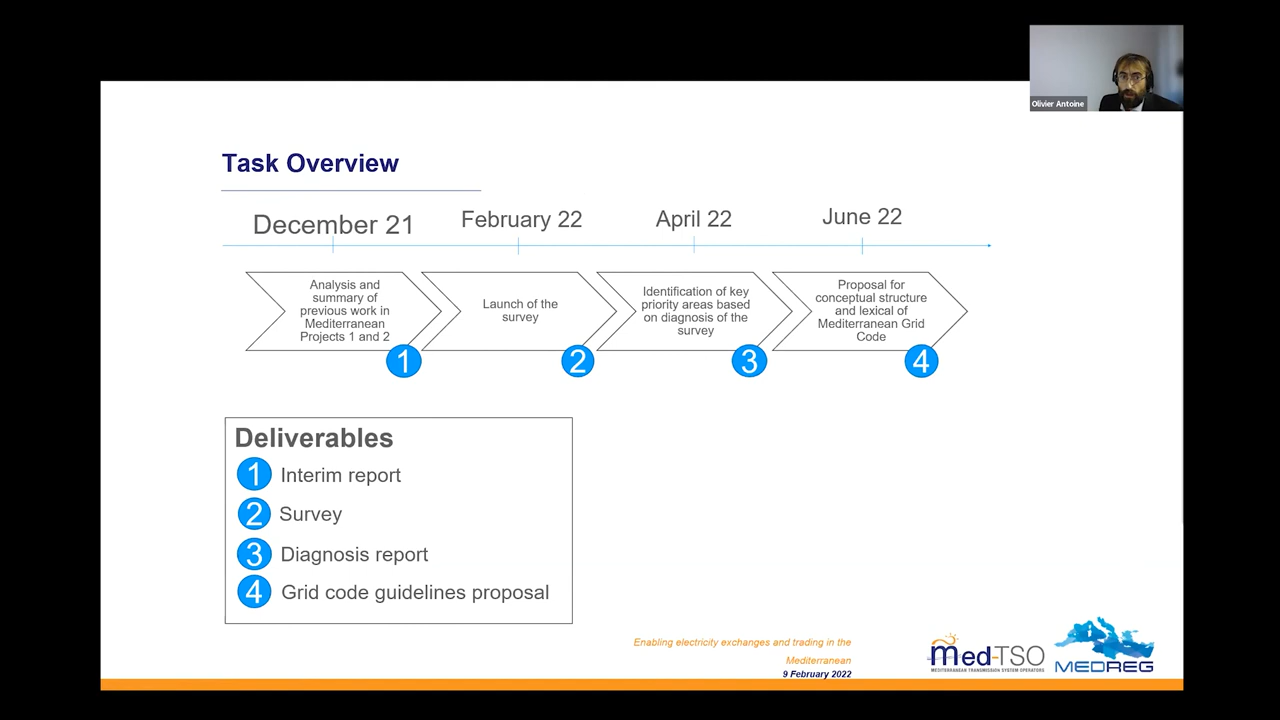 Olivier Antoine
Task Overview
December 21
February 22
April 22
June 22
Analysis and
summary of
previous work in
Mediterranean
Projects 1 and 2
1
Launch of the
survey
2
Identification of key
priority areas based
on diagnosis of the
survey
3
Proposal for
conceptual structure
and lexical of
Mediterranean Grid
Code
4
Deliverables
1 Interim report
2 Survey
3 Diagnosis report
4 Grid code guidelines proposal
Enabling electricity exchanges and trading in the
Mediterranean
9 February 2022
Med-TSO
MEDITERRANEAN TRANSMISSION SYSTEM OPERATORS
MEDREG